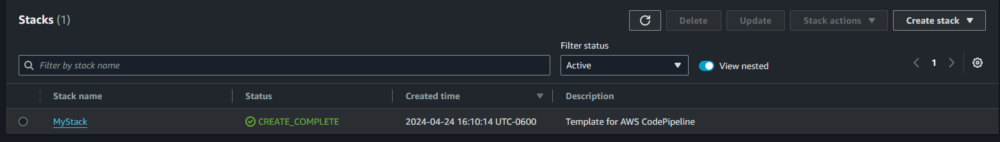 Stacks (1)
Delete
Update
Stack actions
Create stack
Filter status
Filter by stack name
Active
View nested
1
Stack name
Status
Created time
Description
MyStack
CREATE_COMPLETE
2024-04-24 16:10:14 UTC-0600
Template for AWS CodePipeline